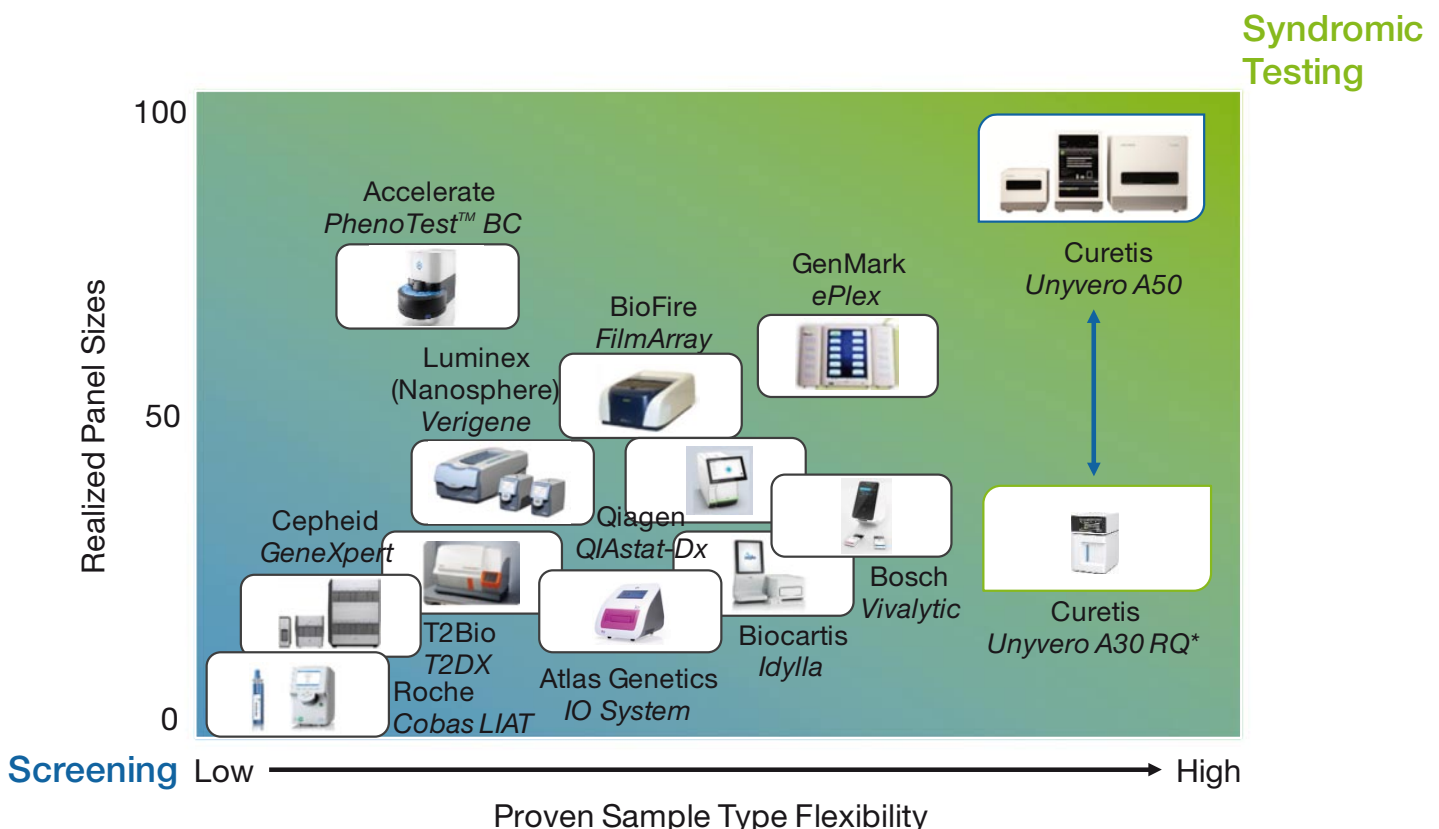 Syndromic
Testing
100
Accelerate
PhenoTest™ BC
GenMark
ePlex
Curetis
Unyvero A50
BioFire
FilmArray
Luminex
(Nanosphere)
Verigene
50
Realized Panel Sizes
Cepheid
GeneXpert
Qiagen
QIAstat-Dx
Bosch
Vivalytic
Curetis
Unyvero A30 RQ*
T2Bio
T2DX
Biocartis
Idylla
Atlas Genetics
IO System
Roche
Cobas LIAT
0
Screening Low High
Proven Sample Type Flexibility